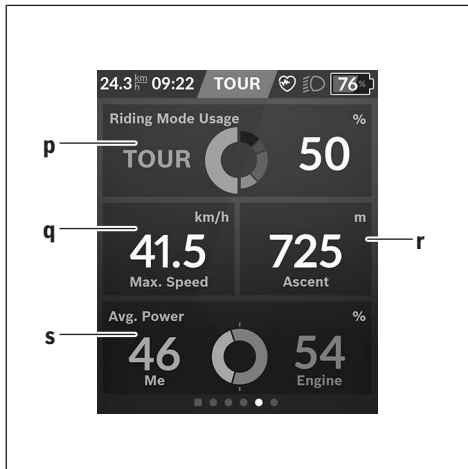 24.3 km/h 09:22 TOUR 76%
Riding Mode Usage %
p
TOUR 50
q
km/h m
41.5 725
r
Max. Speed Ascent
Avg. Power %
s
46 54
Me Engine